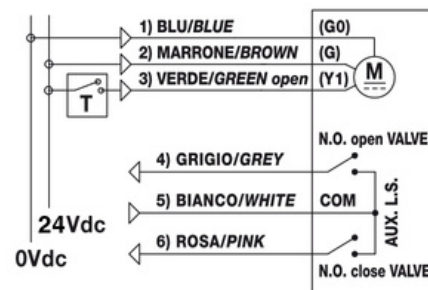 1) BLU/BLUE (G0)
2) MARRONE/BROWN (G)
3) VERDE/GREEN open (Y1)
M
T
N.O. open VALVE
4) GRIGIO/GREY
5) BIANCO/WHITE COM
AUX. L.S.
24Vdc
6) ROSA/PINK
0Vdc
N.O. close VALVE